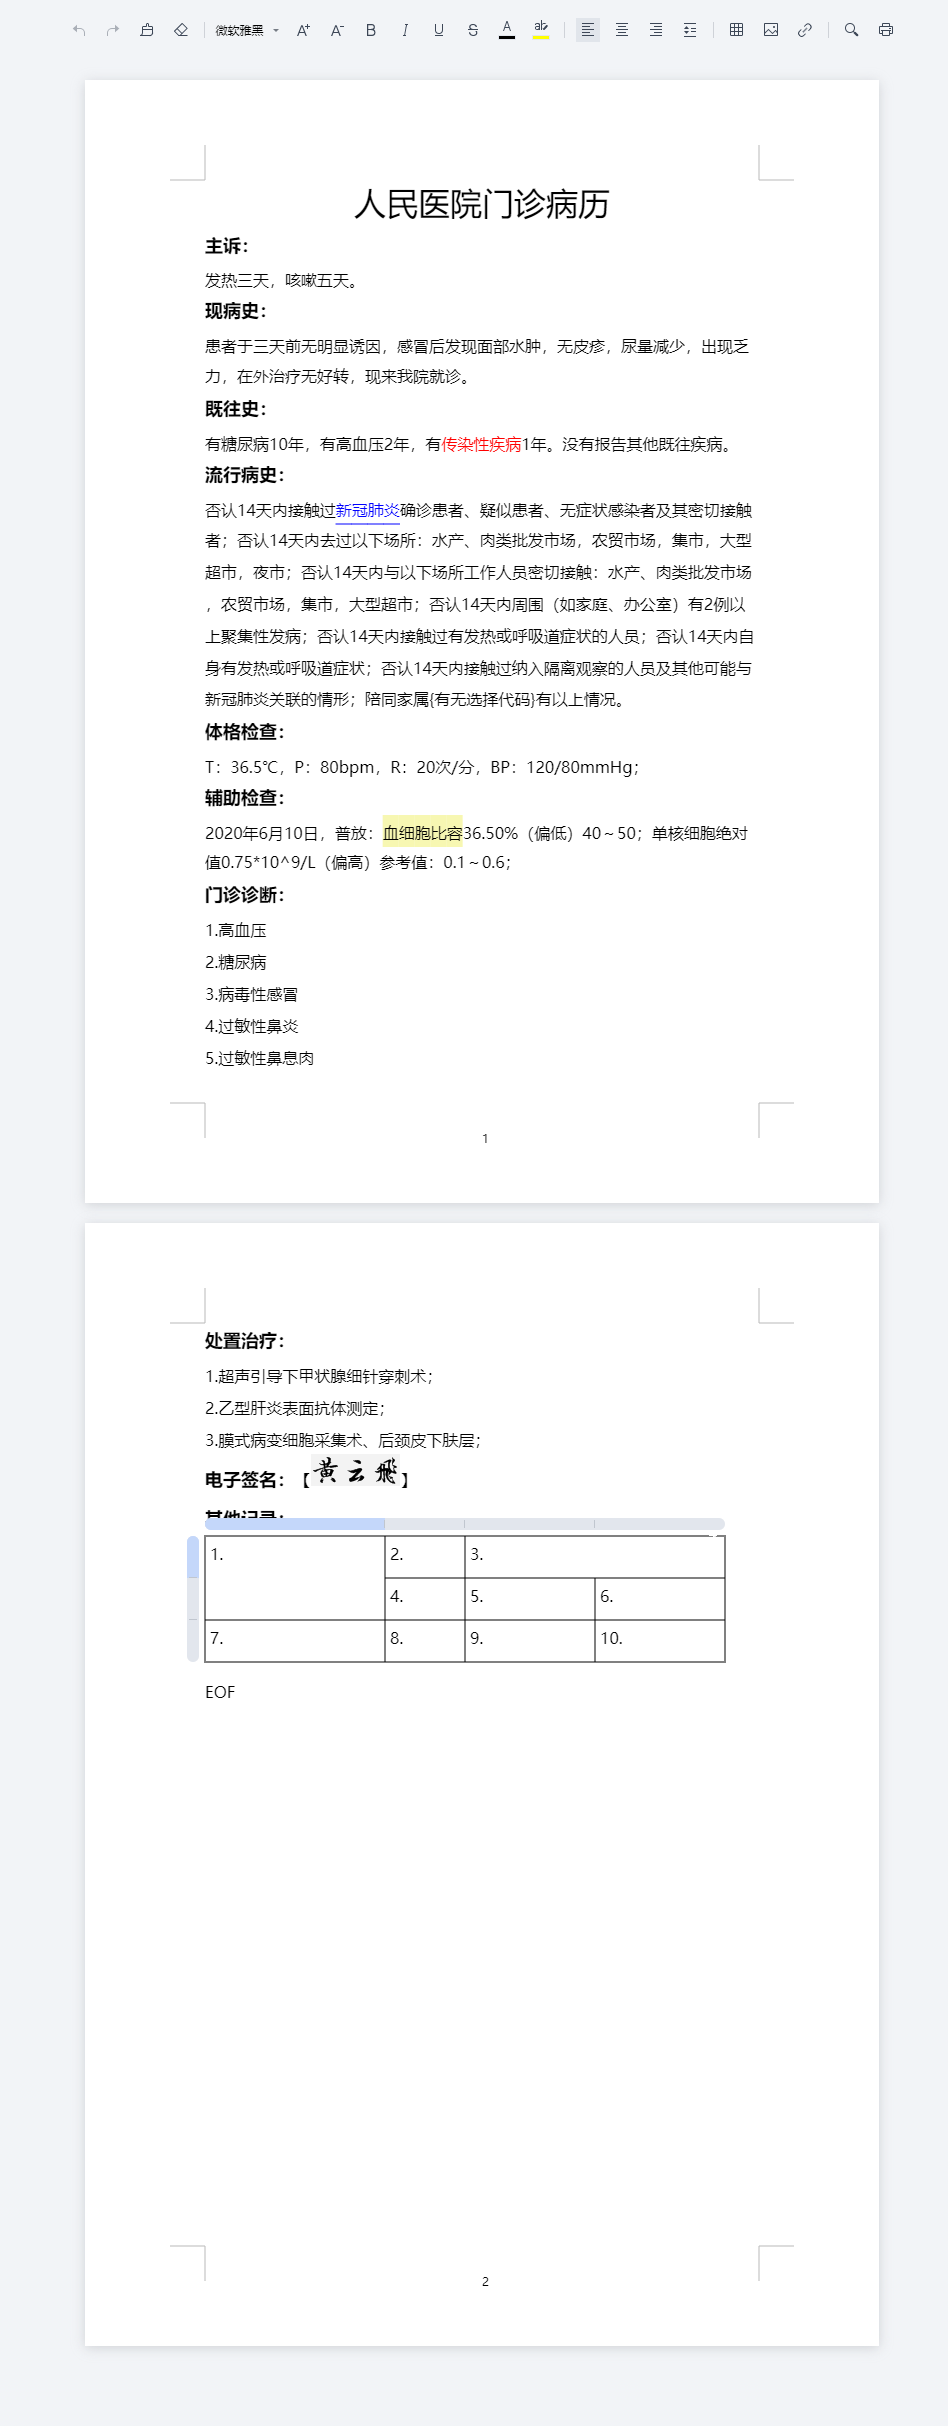 微软雅黑
人民医院门诊病历
主诉：
发热三天，咳嗽五天。
现病史：
患者于三天前无明显诱因，感冒后发现面部水肿，无皮疹，尿量减少，出现乏
力，在外治疗无好转，现来我院就诊。
既往史：
有糖尿病10年，有高血压2年，有传染性疾病1年。没有报告其他既往疾病。
流行病史：
否认14天内接触过新冠肺炎确诊患者、疑似患者、无症状感染者及其密切接触
者；否认14天内去过以下场所：水产、肉类批发市场，农贸市场，集市，大型
超市，夜市；否认14天内与以下场所工作人员密切接触：水产、肉类批发市场
，农贸市场，集市，大型超市；否认14天内周围（如家庭、办公室）有2例以
上聚集性发病；否认14天内接触过有发热或呼吸道症状的人员；否认14天内自
身有发热或呼吸道症状；否认14天内接触过纳入隔离观察的人员及其他可能与
新冠肺炎关联的情形；陪同家属{有无选择代码}有以上情况。
体格检查：
T：36.5℃，P：80bpm，R：20次/分，BP：120/80mmHg；
辅助检查：
2020年6月10日，普放：血细胞比容36.50%（偏低）40～50；单核细胞绝对
值0.75*10^9/L（偏高）参考值：0.1～0.6；
门诊诊断：
1.高血压
2.糖尿病
3.病毒性感冒
4.过敏性鼻炎
5.过敏性鼻息肉
1
处置治疗：
1.超声引导下甲状腺细针穿刺术；
2.乙型肝炎表面抗体测定；
3.膜式病变细胞采集术、后颈皮下肤层；
电子签名：【黄云飛】
其他记录：
1. 2. 3.
4. 5. 6.
7. 8. 9. 10.
EOF
2